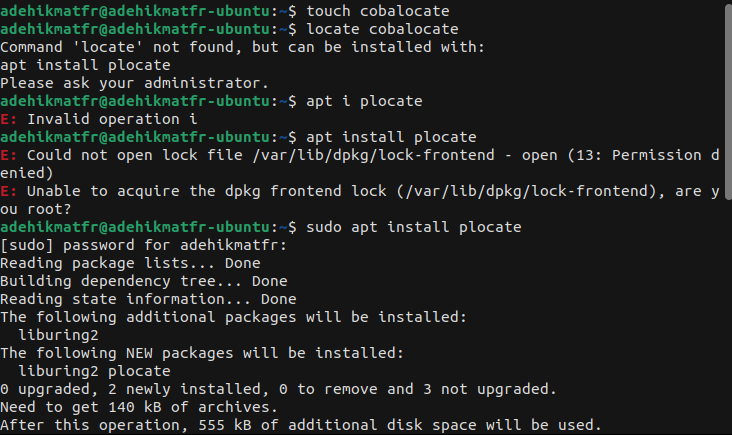 adehikmatfr@adehikmatfr-ubuntu:~$ touch cobalocate
adehikmatfr@adehikmatfr-ubuntu:~$ locate cobalocate
Command 'locate' not found, but can be installed with:
apt install plocate
Please ask your administrator.
adehikmatfr@adehikmatfr-ubuntu:~$ apt i plocate
E: Invalid operation i
adehikmatfr@adehikmatfr-ubuntu:~$ apt install plocate
E: Could not open lock file /var/lib/dpkg/lock-frontend - open (13: Permission d
enied)
E: Unable to acquire the dpkg frontend lock (/var/lib/dpkg/lock-frontend), are y
ou root?
adehikmatfr@adehikmatfr-ubuntu:~$ sudo apt install plocate
[sudo] password for adehikmatfr:
Reading package lists... Done
Building dependency tree... Done
Reading state information... Done
The following additional packages will be installed:
  liburing2
The following NEW packages will be installed:
  liburing2 plocate
0 upgraded, 2 newly installed, 0 to remove and 3 not upgraded.
Need to get 140 kB of archives.
After this operation, 555 kB of additional disk space will be used.